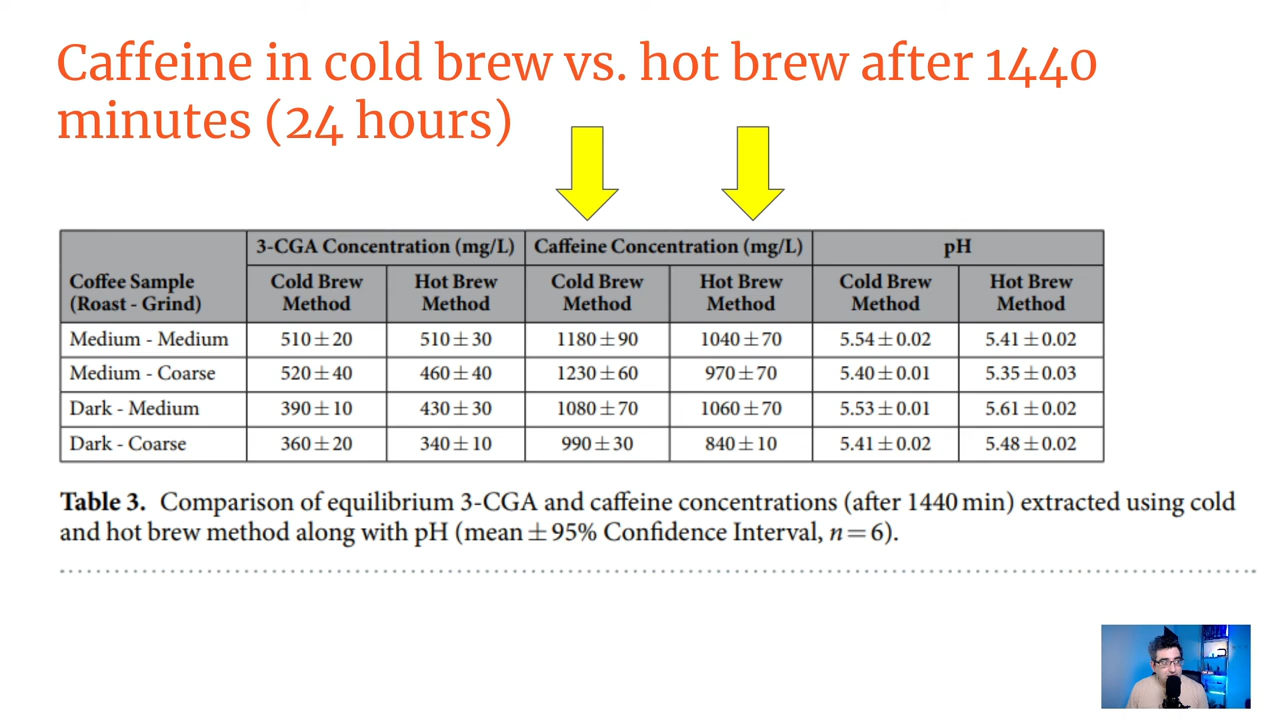 Caffeine in cold brew vs. hot brew after 1440
minutes (24 hours)
3-CGA Concentration (mg/L) Caffeine Concentration (mg/L) pH
Coffee Sample
(Roast - Grind)
Cold Brew
Method
Hot Brew
Method
Cold Brew
Method
Hot Brew
Method
Cold Brew
Method
Hot Brew
Method
Medium - Medium 510±20 510±30 1180±90 1040±70 5.54±0.02 5.41±0.02
Medium - Coarse 520±40 460±40 1230±60 970±70 5.40±0.01 5.35±0.03
Dark - Medium 390±10 430±30 1080±70 1060±70 5.53±0.01 5.61±0.02
Dark - Coarse 360±20 340±10 990±30 840±10 5.41±0.02 5.48±0.02
Table 3. Comparison of equilibrium 3-CGA and caffeine concentrations (after 1440 min) extracted using cold
and hot brew method along with pH (mean ± 95% Confidence Interval, n=6).